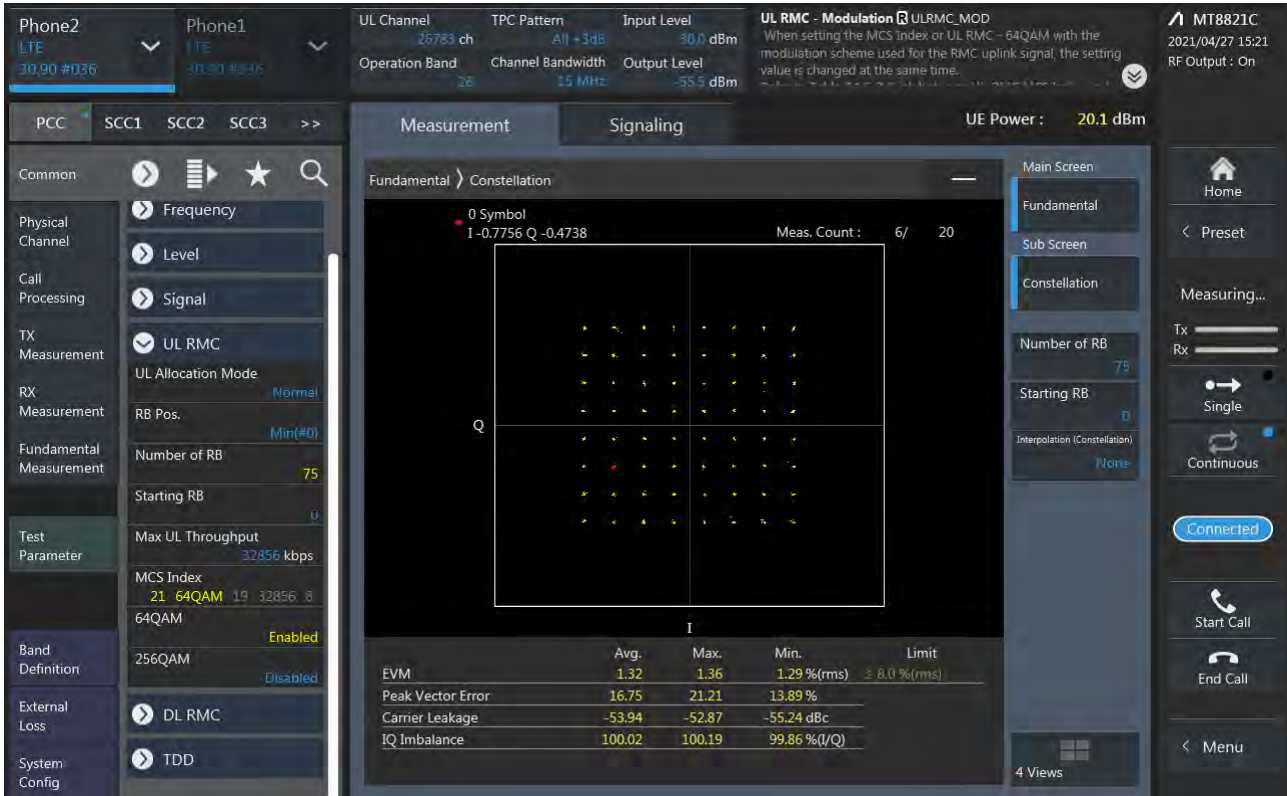 Phone2
LTE
30,90 #036
Phone1
LTE
UL Channel
26783 ch
TPC Pattern
All +3dB
Input Level
30.0 dBm
Operation Band
26
Channel Bandwidth
15 MHz
Output Level
-55.5 dBm
UL RMC - Modulation R ULRMC_MOD
When setting the MCS Index or UL RMC - 64QAM with the
modulation scheme used for the RMC uplink signal, the setting
value is changed at the same time.
MT8821C
2021/04/27 15:21
RF Output : On
PCC SCC1 SCC2 SCC3 >>
Measurement
Signaling
UE Power : 20.1 dBm
Common
Physical
Channel
Call
Processing
TX
Measurement
RX
Measurement
Fundamental
Measurement
Test
Parameter
Band
Definition
External
Loss
System
Config
Frequency
Level
Signal
UL RMC
UL Allocation Mode
Normal
RB Pos.
Min(#0)
Number of RB
75
Starting RB
0
Max UL Throughput
32856 kbps
MCS Index
21 64QAM 19 32856 6
64QAM
Enabled
256QAM
Disabled
DL RMC
TDD
Fundamental 〉 Constellation
0 Symbol
I -0.7756 Q -0.4738
Meas. Count : 6/ 20
Q
I
Avg. Max. Min. Limit
EVM 1.32 1.36 1.29 %(rms) ≤ 8.0 %(rms)
Peak Vector Error 16.75 21.21 13.89 %
Carrier Leakage -53.94 -52.87 -55.24 dBc
IQ Imbalance 100.02 100.19 99.86 %(I/Q)
Main Screen
Fundamental
Sub Screen
Constellation
Number of RB
75
Starting RB
0
Interpolation (Constellation)
None
4 Views
Home
< Preset
Measuring...
Tx
Rx
Single
Continuous
Connected
Start Call
End Call
< Menu